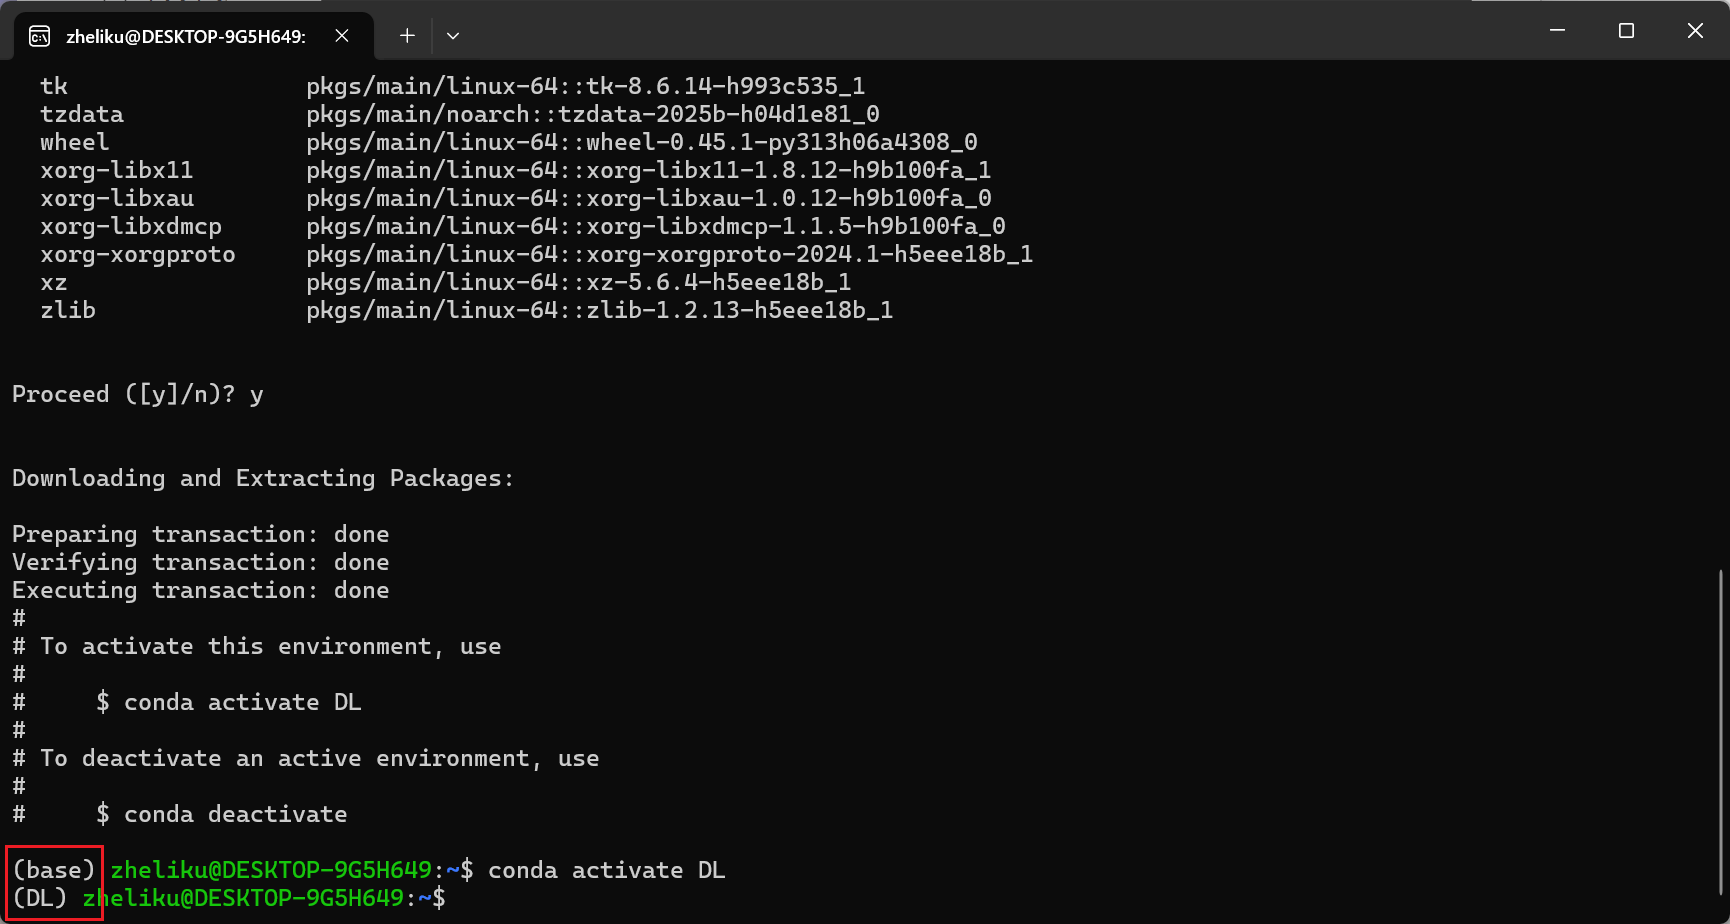 zheliku@DESKTOP-9G5H649:
tk                 pkgs/main/linux-64::tk-8.6.14-h993c535_1
tzdata             pkgs/main/noarch::tzdata-2025b-h04d1e81_0
wheel              pkgs/main/linux-64::wheel-0.45.1-py313h06a4308_0
xorg-libx11        pkgs/main/linux-64::xorg-libx11-1.8.12-h9b100fa_1
xorg-libxau        pkgs/main/linux-64::xorg-libxau-1.0.12-h9b100fa_0
xorg-libxdmcp      pkgs/main/linux-64::xorg-libxdmcp-1.1.5-h9b100fa_0
xorg-xorgproto     pkgs/main/linux-64::xorg-xorgproto-2024.1-h5eee18b_1
xz                 pkgs/main/linux-64::xz-5.6.4-h5eee18b_1
zlib               pkgs/main/linux-64::zlib-1.2.13-h5eee18b_1
Proceed ([y]/n)? y
Downloading and Extracting Packages:
Preparing transaction: done
Verifying transaction: done
Executing transaction: done
#
# To activate this environment, use
#
#     $ conda activate DL
#
# To deactivate an active environment, use
#
#     $ conda deactivate
(base) zheliku@DESKTOP-9G5H649:~$ conda activate DL
(DL) zheliku@DESKTOP-9G5H649:~$